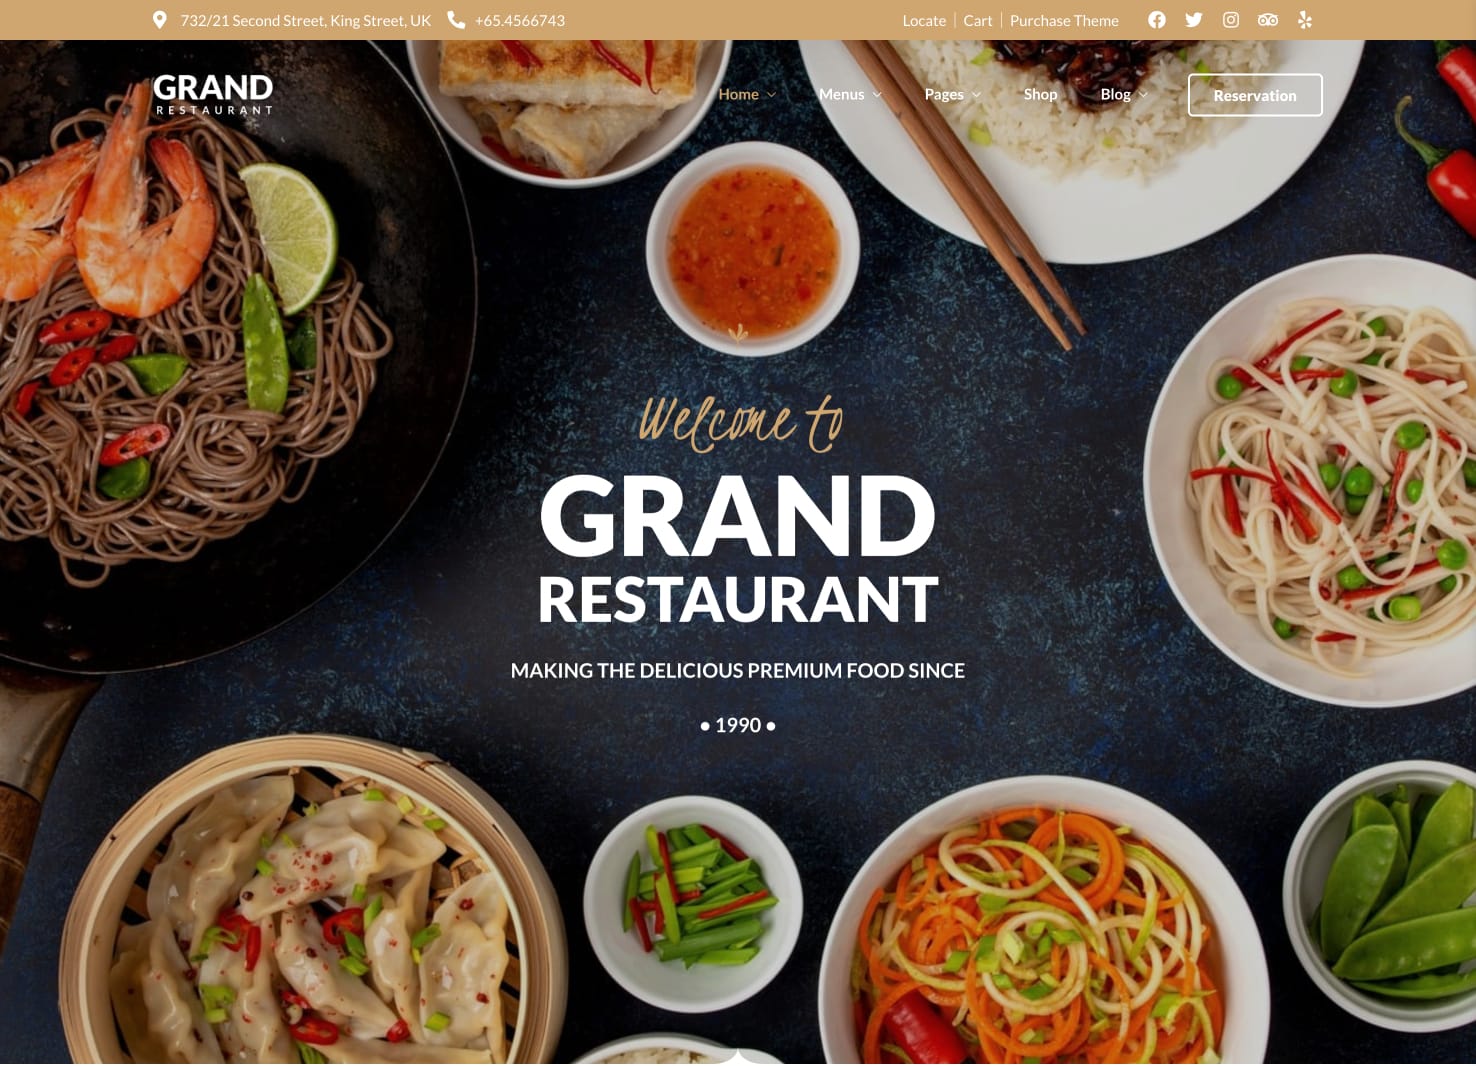 732/21 Second Street, King Street, UK +65.4566743 Locate Cart Purchase Theme
GRAND
RESTAURANT
Home Menus Pages Shop Blog Reservation
Welcome to
GRAND
RESTAURANT
MAKING THE DELICIOUS PREMIUM FOOD SINCE
• 1990 •